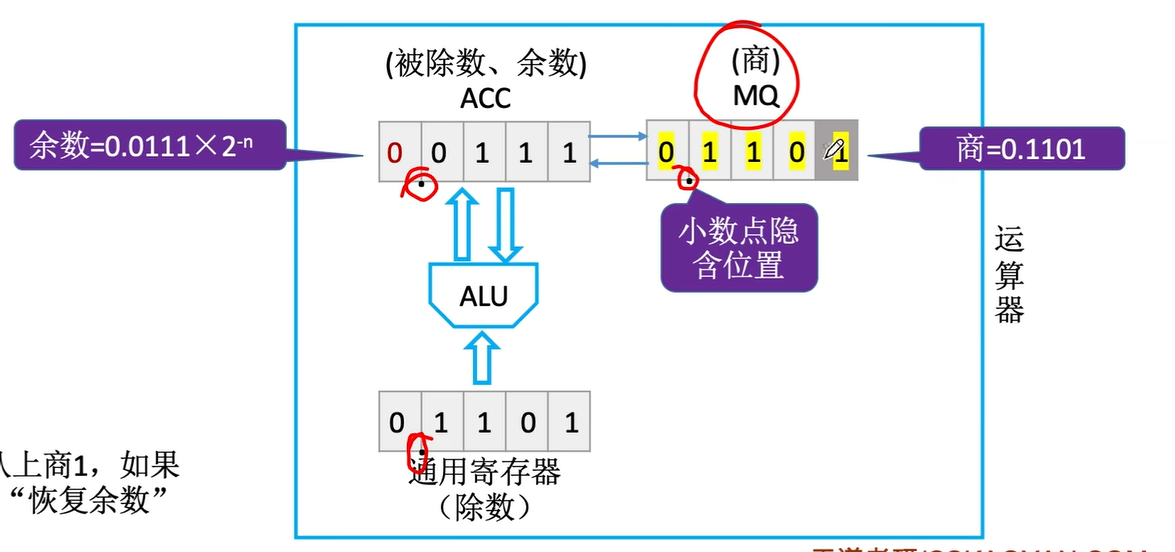 (被除数、余数)
ACC
(商)
MQ
余数=0.0111×2⁻ⁿ
0 0 1 1 1
0 1 1 0 1
商=0.1101
小数点隐
含位置
运
算
器
ALU
0 1 1 0 1
通用寄存器
（除数）
上商1，如果
“恢复余数”